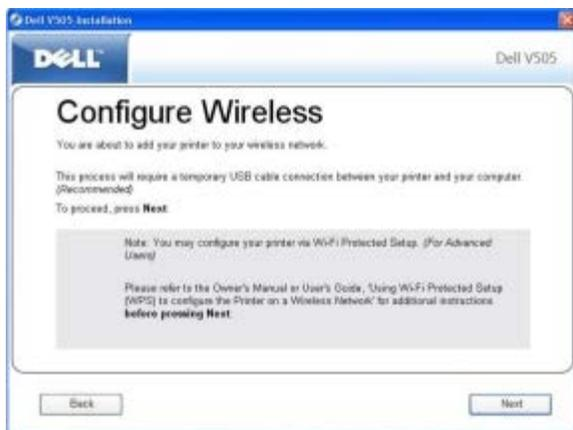 Dell V505 Installation
DELL™
Dell V505
Configure Wireless
You are about to add your printer to your wireless network.
This process will require a temporary USB cable connection between your printer and your computer.
(Recommended)
To proceed, press Next
Note: You may configure your printer via Wi-Fi Protected Setup. (For Advanced
Users)
Please refer to the Owner's Manual or User's Guide, 'Using Wi-Fi Protected Setup
(WPS) to configure the Printer on a Wireless Network' for additional instructions
before pressing Next.
Back
Next